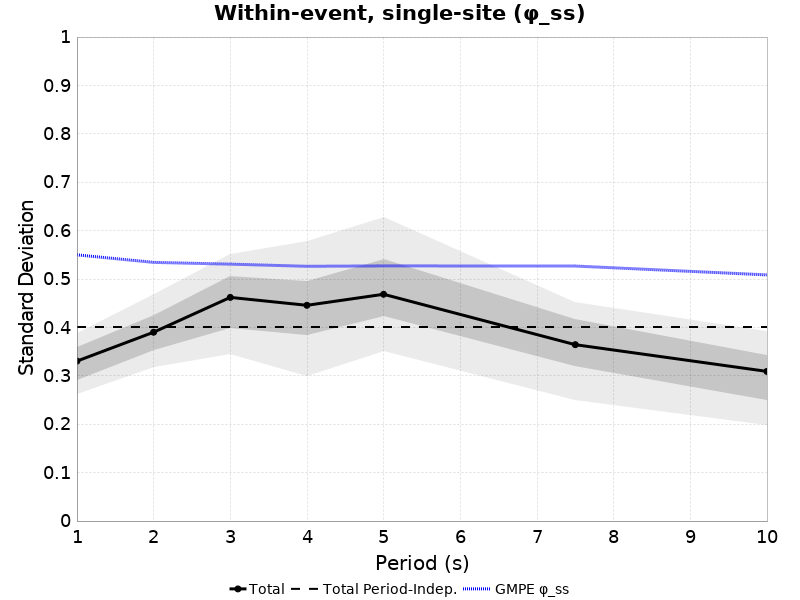 Within-event, single-site (φ_ss)
Standard Deviation
1
0.9
0.8
0.7
0.6
0.5
0.4
0.3
0.2
0.1
0
1 2 3 4 5 6 7 8 9 10
Period (s)
Total Total Period-Indep. GMPE φ_ss